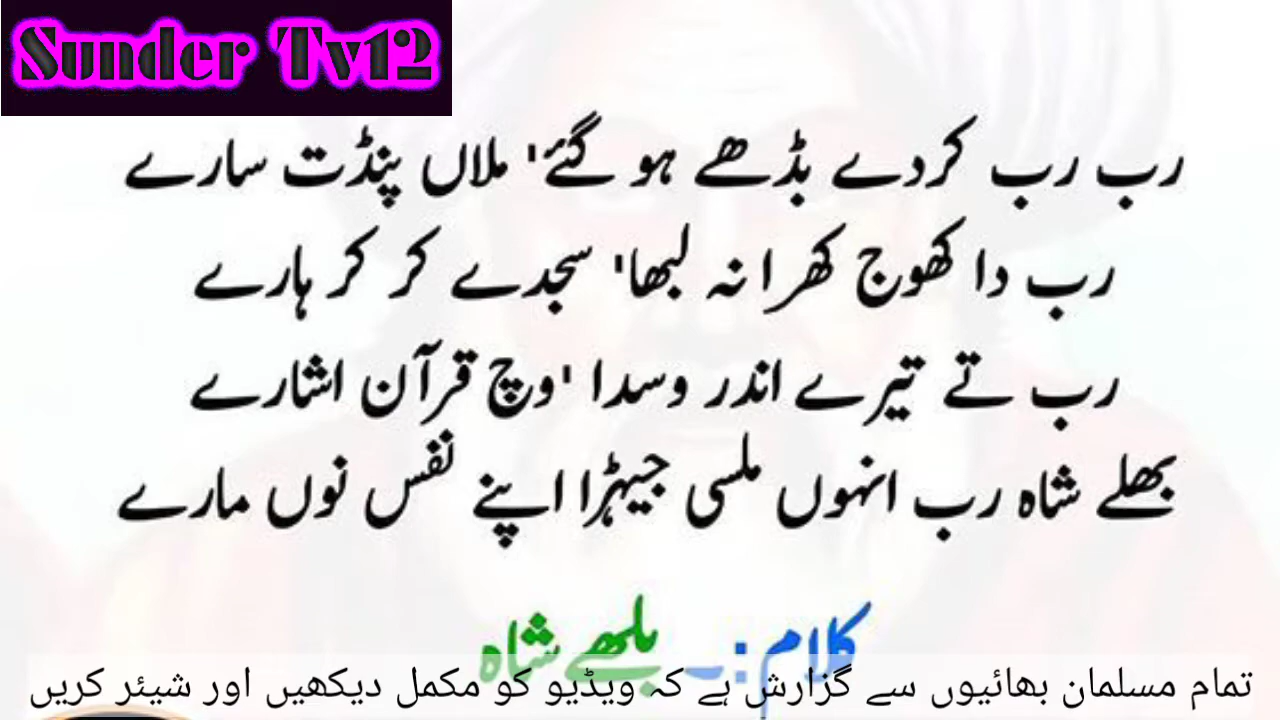 Sunder Tv12
رب رب کردے بڈھے ہو گئے' ملاں پنڈت سارے
رب دا کھوج کھرا نہ لبھا' سجدے کر کر ہارے
رب تے تیرے اندر وسدا 'وچ قرآن اشارے
بھلے شاہ رب انہوں ملسی جیہڑا اپنے نفس نوں مارے
کلام :۔ بلھے شاہ
تمام مسلمان بھائیوں سے گزارش ہے کہ ویڈیو کو مکمل دیکھیں اور شیئر کریں